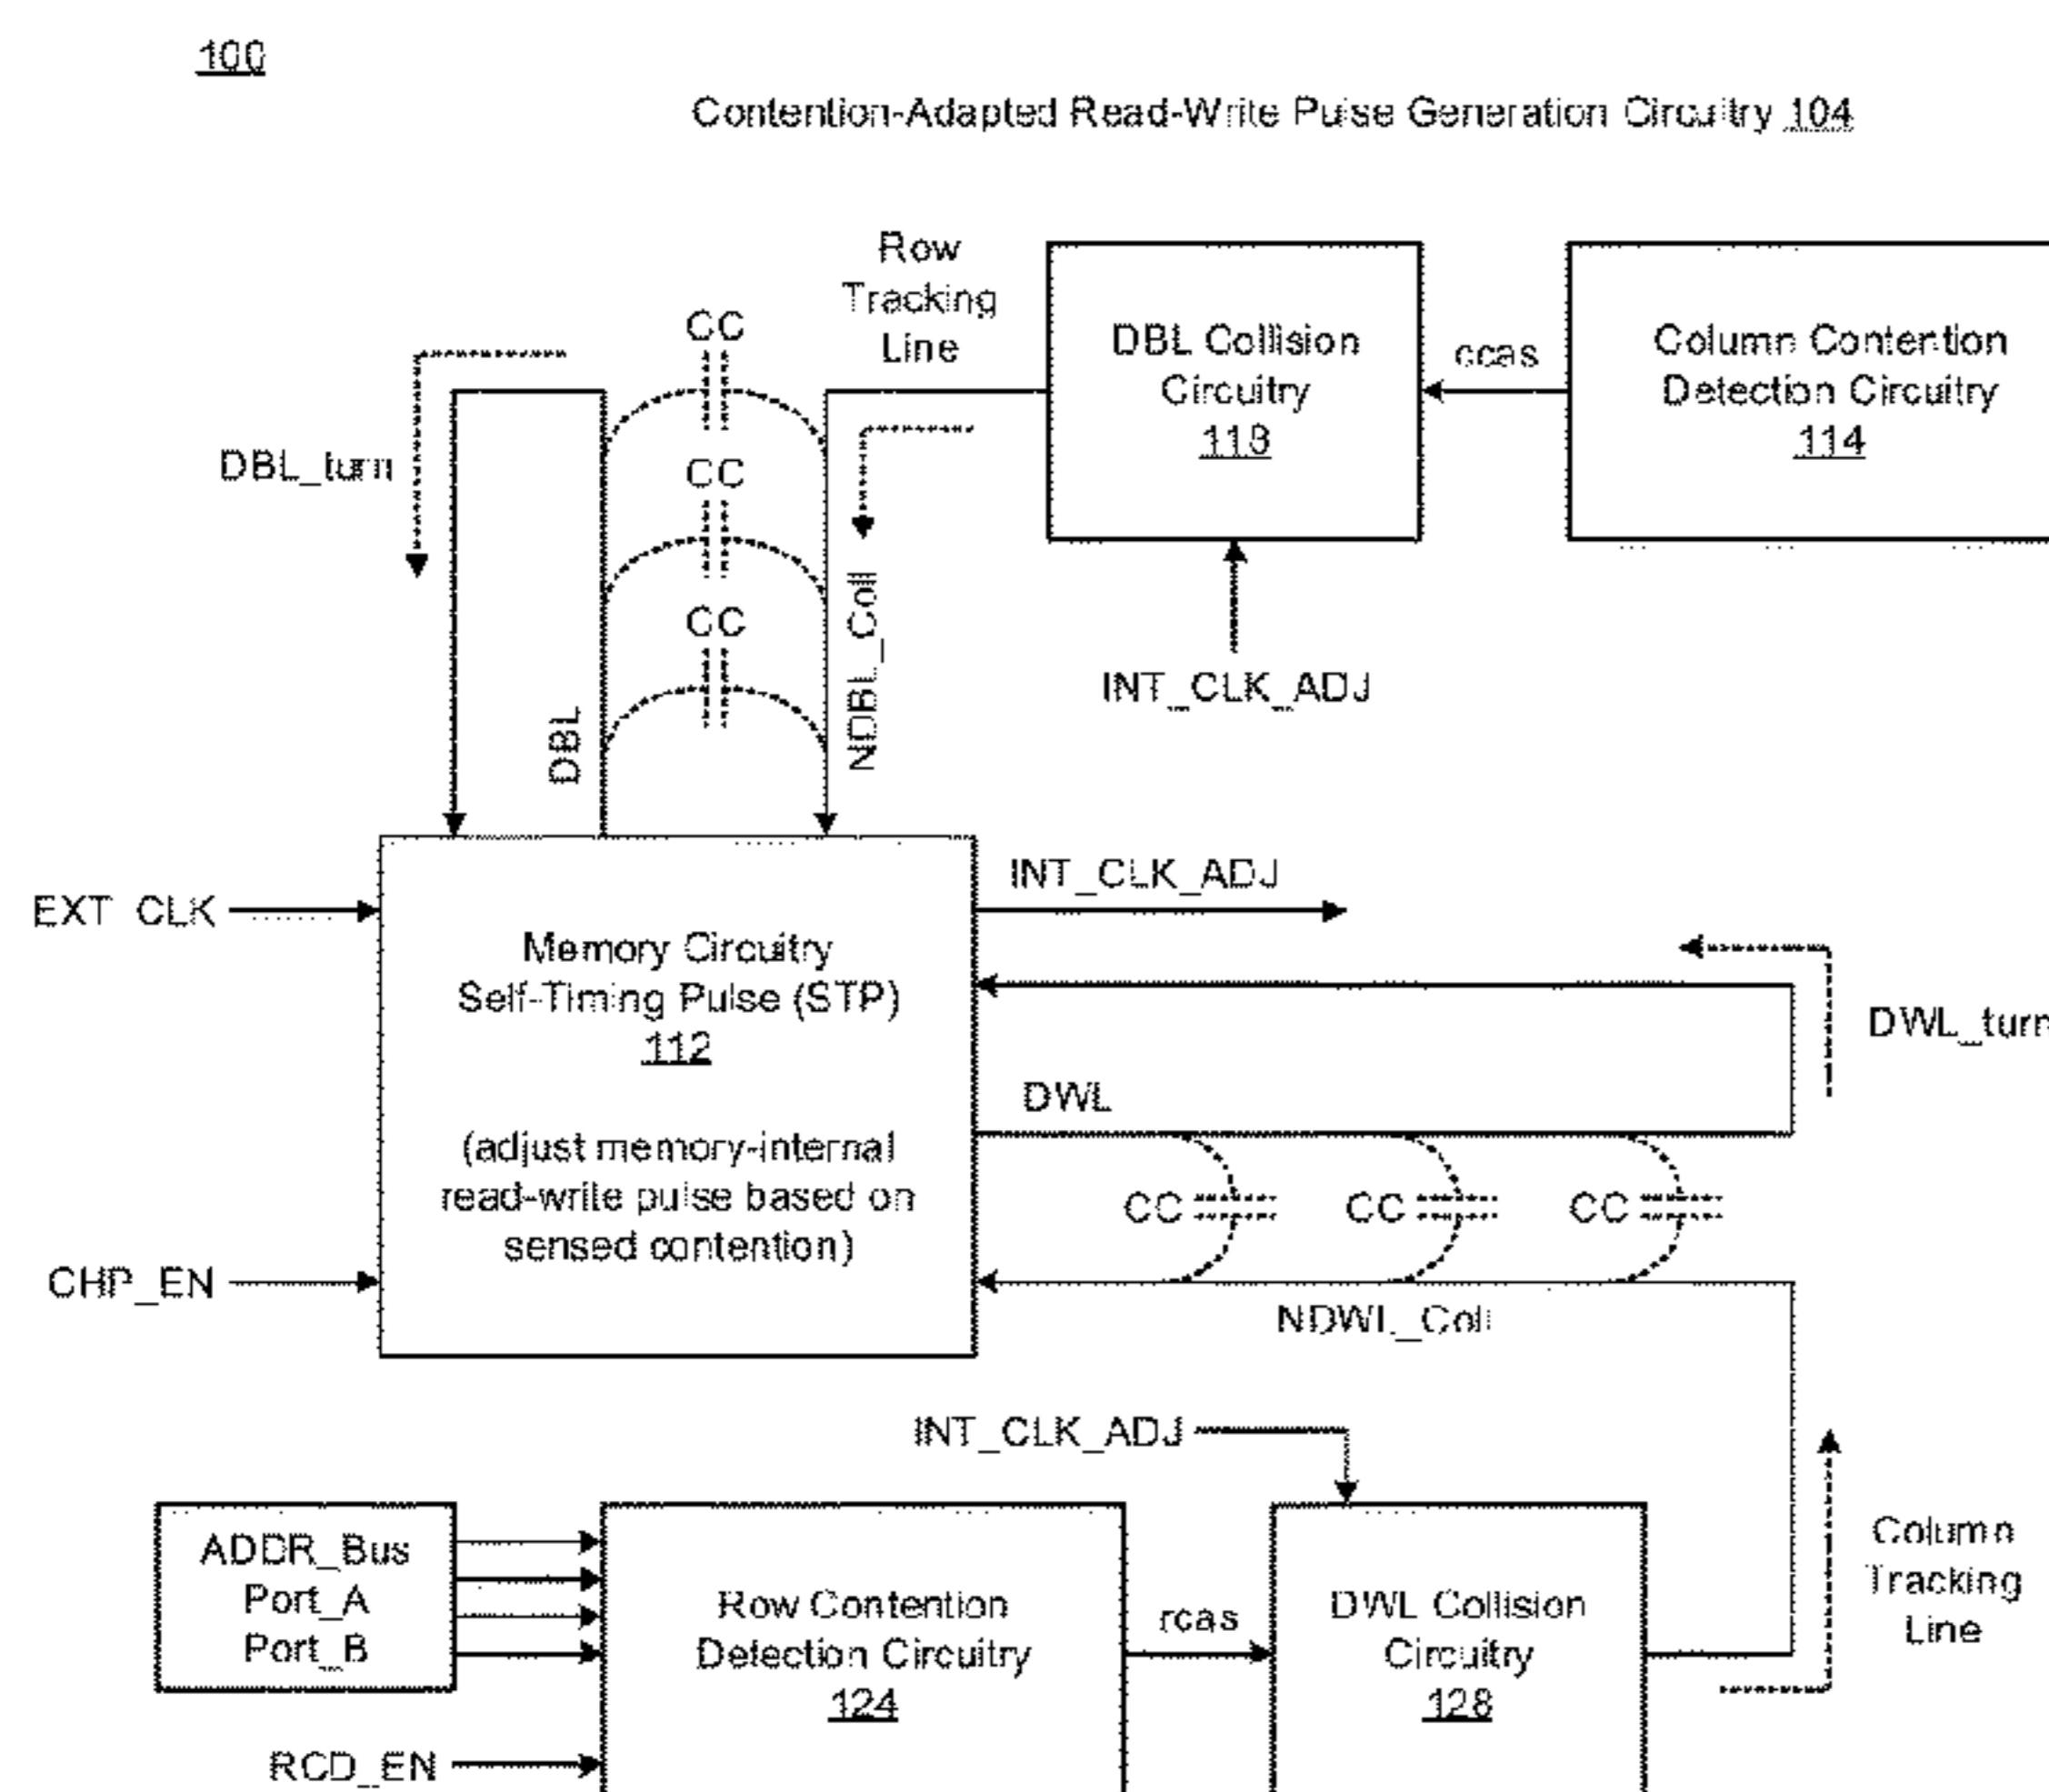 100
Contention-Adapted Read-Write Pulse Generation Circuitry 104
Row
Tracking
Line
DBL Collision
Circuitry
118
ccas
Column Contention
Detection Circuitry
114
CC
CC
CC
DBL_turn
DBL
NDBL_Coll
INT_CLK_ADJ
EXT_CLK
Memory Circuitry
Self-Timing Pulse (STP)
112
(adjust memory-internal
read-write pulse based on
sensed contention)
CHP_EN
INT_CLK_ADJ
DWL_turn
DWL
CC
CC
CC
NDWL_Coll
INT_CLK_ADJ
ADDR_Bus
Port_A
Port_B
Row Contention
Detection Circuitry
124
rcas
DWL Collision
Circuitry
128
Column
Tracking
Line
RCD_EN